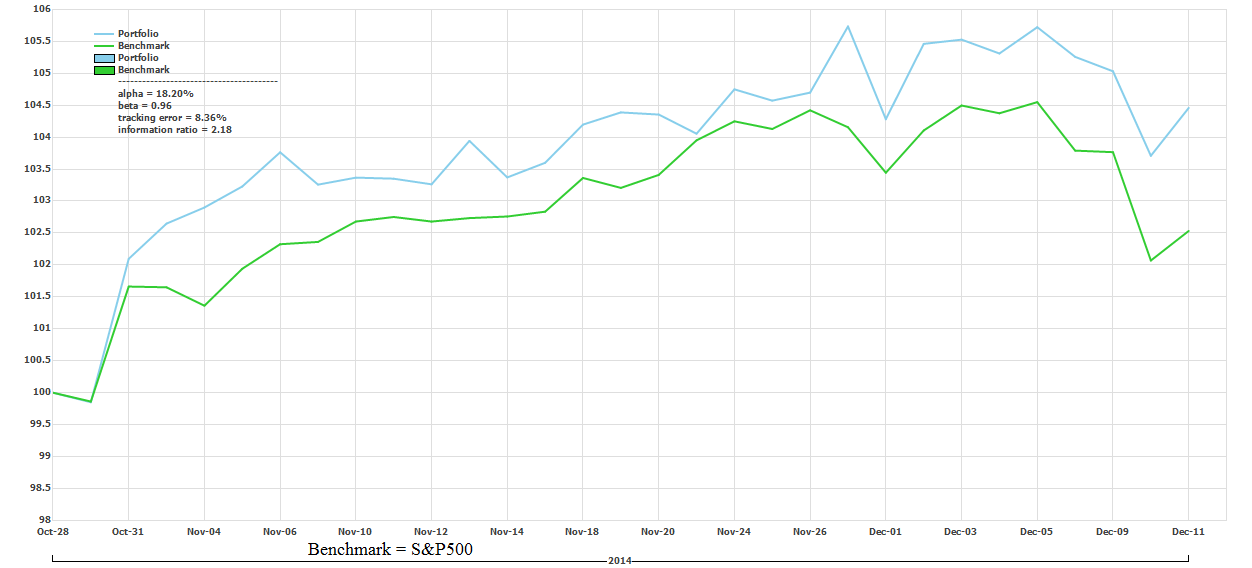 106
105.5
105
104.5
104
103.5
103
102.5
102
101.5
101
100.5
100
99.5
99
98.5
98
Portfolio
Benchmark
Portfolio
Benchmark
----------------------------------------
alpha = 18.20%
beta = 0.96
tracking error = 8.36%
information ratio = 2.18
Oct-28 Oct-31 Nov-04 Nov-06 Nov-10 Nov-12 Nov-14 Nov-18 Nov-20 Nov-24 Nov-26 Dec-01 Dec-03 Dec-05 Dec-09 Dec-11
Benchmark = S&P500
2014